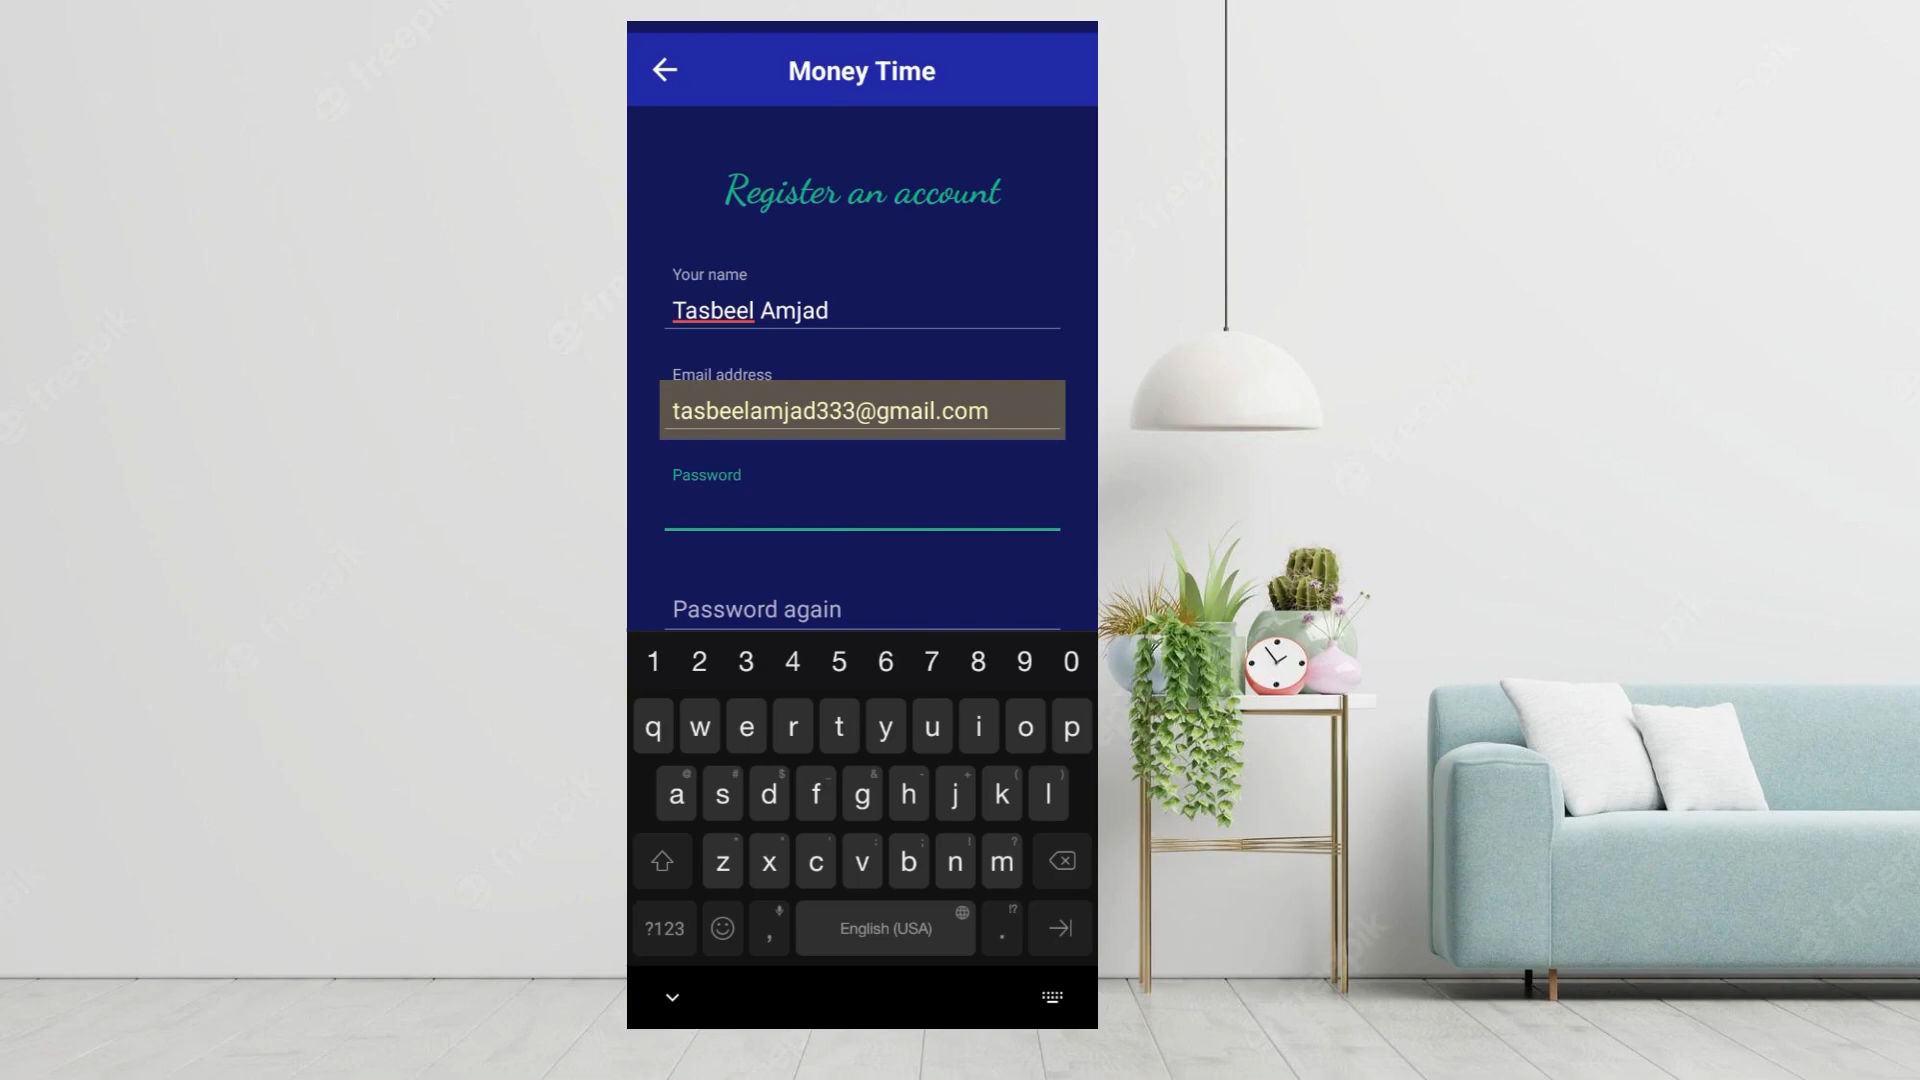 Money Time
Register an account
Your name
Tasbeel Amjad
Email address
tasbeelamjad333@gmail.com
Password
Password again
1 2 3 4 5 6 7 8 9 0
q w e r t y u i o p
@ # $ _ & - + ( )
a s d f g h j k l
z x c v b n m
?123 , English (USA) . !?
freepik